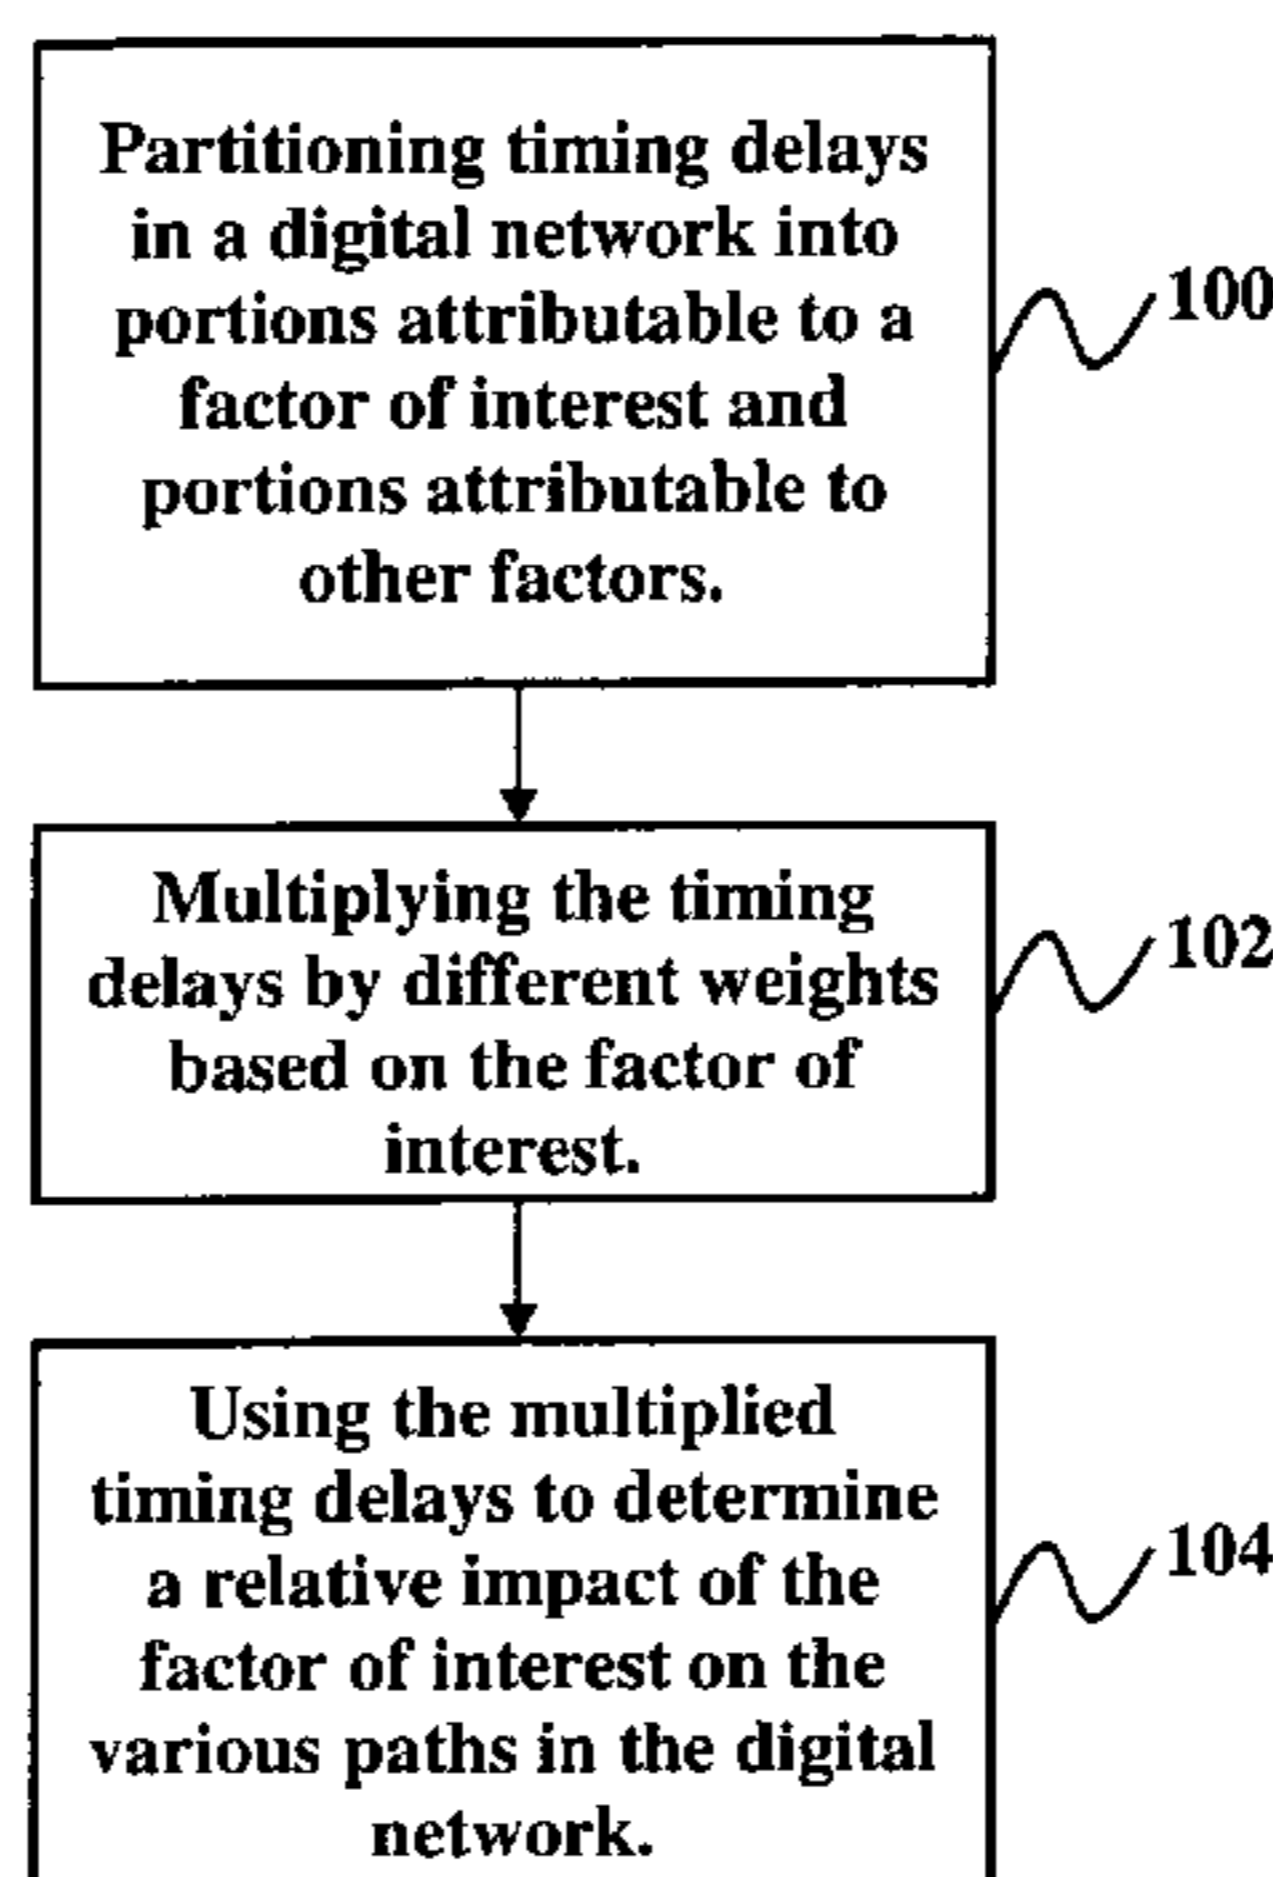 Partitioning timing delays
in a digital network into
portions attributable to a
factor of interest and
portions attributable to
other factors.
100
Multiplying the timing
delays by different weights
based on the factor of
interest.
102
Using the multiplied
timing delays to determine
a relative impact of the
factor of interest on the
various paths in the digital
network.
104